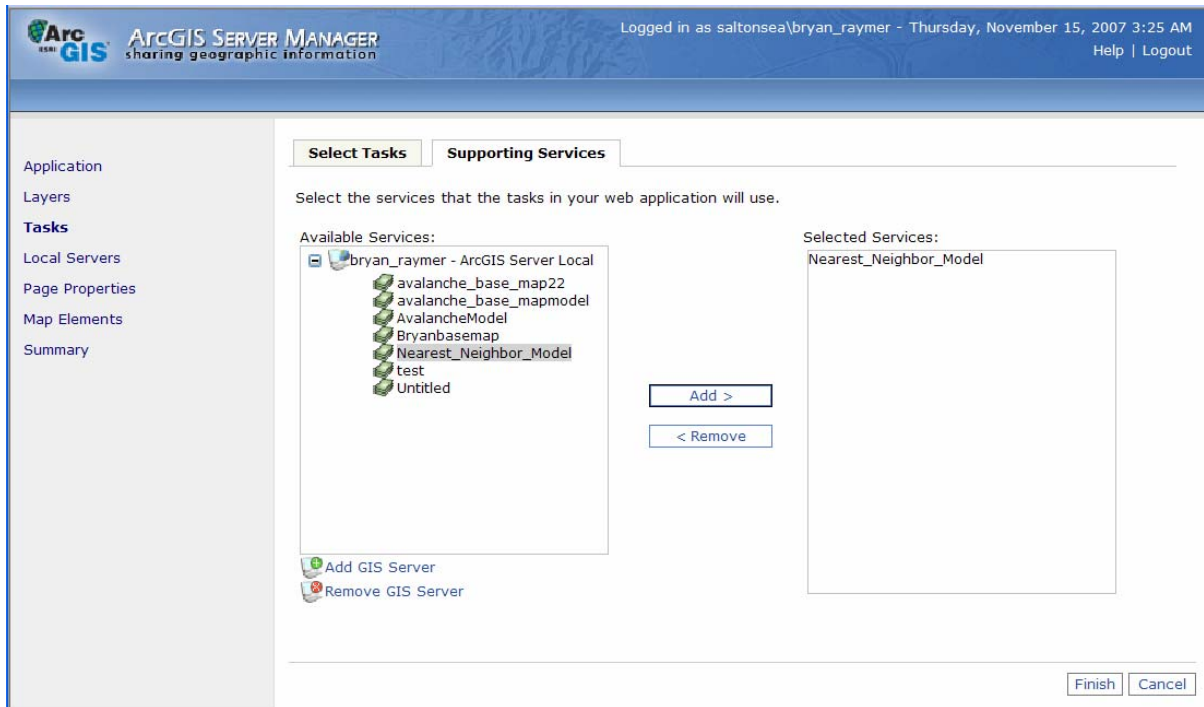 Arc
ESRI GIS
ArcGIS Server Manager
sharing geographic information
Logged in as saltonsea\bryan_raymer - Thursday, November 15, 2007 3:25 AM
Help | Logout
Application
Layers
Tasks
Local Servers
Page Properties
Map Elements
Summary
Select Tasks
Supporting Services
Select the services that the tasks in your web application will use.
Available Services:
bryan_raymer - ArcGIS Server Local
avalanche_base_map22
avalanche_base_mapmodel
AvalancheModel
Bryanbasemap
Nearest_Neighbor_Model
test
Untitled
Add GIS Server
Remove GIS Server
Add >
< Remove
Selected Services:
Nearest_Neighbor_Model
Finish
Cancel